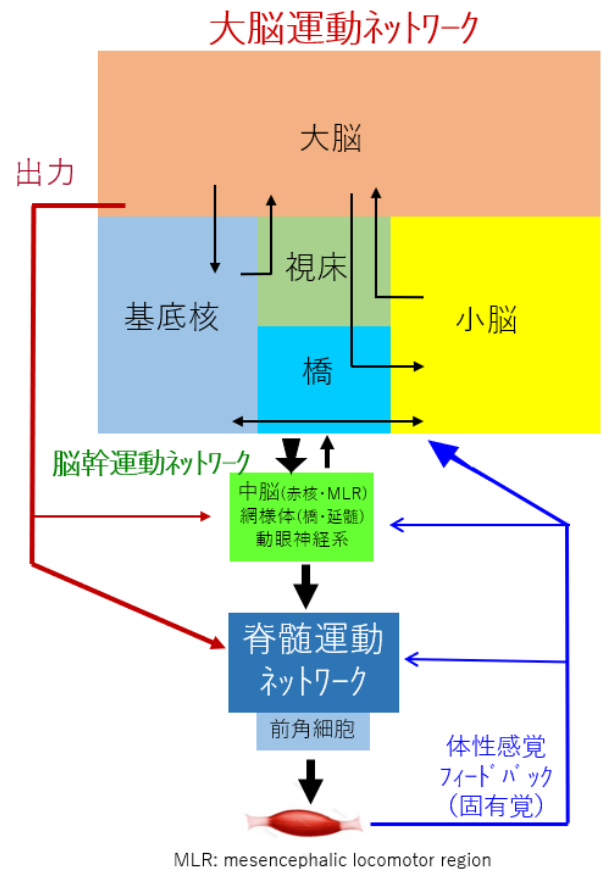 大脳運動ネットワーク
大脳
出力
視床
基底核
小脳
橋
脳幹運動ネットワーク
中脳(赤核・MLR)
網様体(橋・延髄)
動眼神経系
脊髄運動
ネットワーク
前角細胞
体性感覚
フィードバック
(固有覚)
MLR: mesencephalic locomotor region